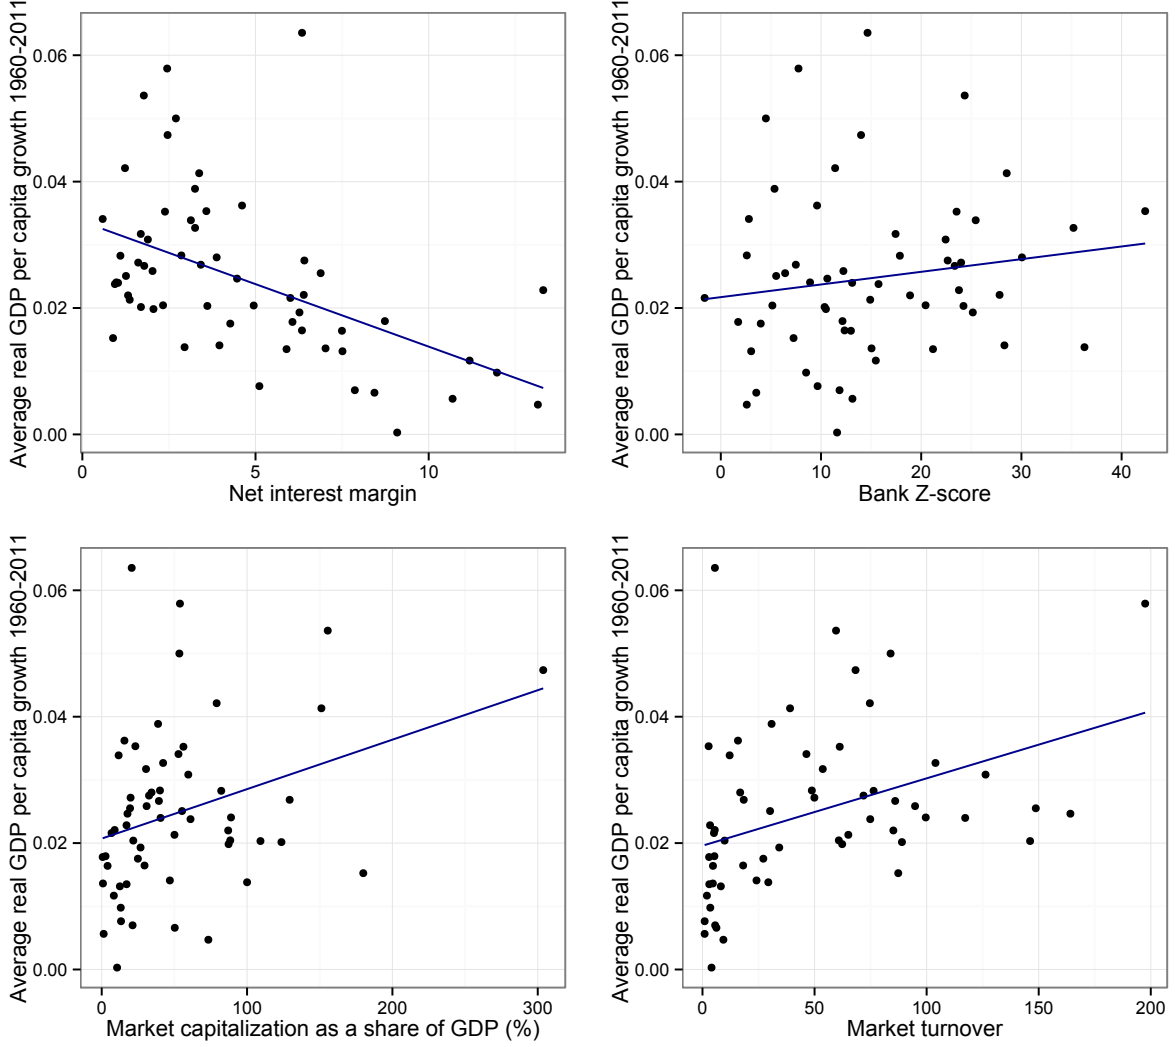 Average real GDP per capita growth 1960-2011
0.06
0.04
0.02
0.00
0 5 10
Net interest margin
Average real GDP per capita growth 1960-2011
0.06
0.04
0.02
0.00
0 10 20 30 40
Bank Z-score
Average real GDP per capita growth 1960-2011
0.06
0.04
0.02
0.00
0 100 200 300
Market capitalization as a share of GDP (%)
Average real GDP per capita growth 1960-2011
0.06
0.04
0.02
0.00
0 50 100 150 200
Market turnover